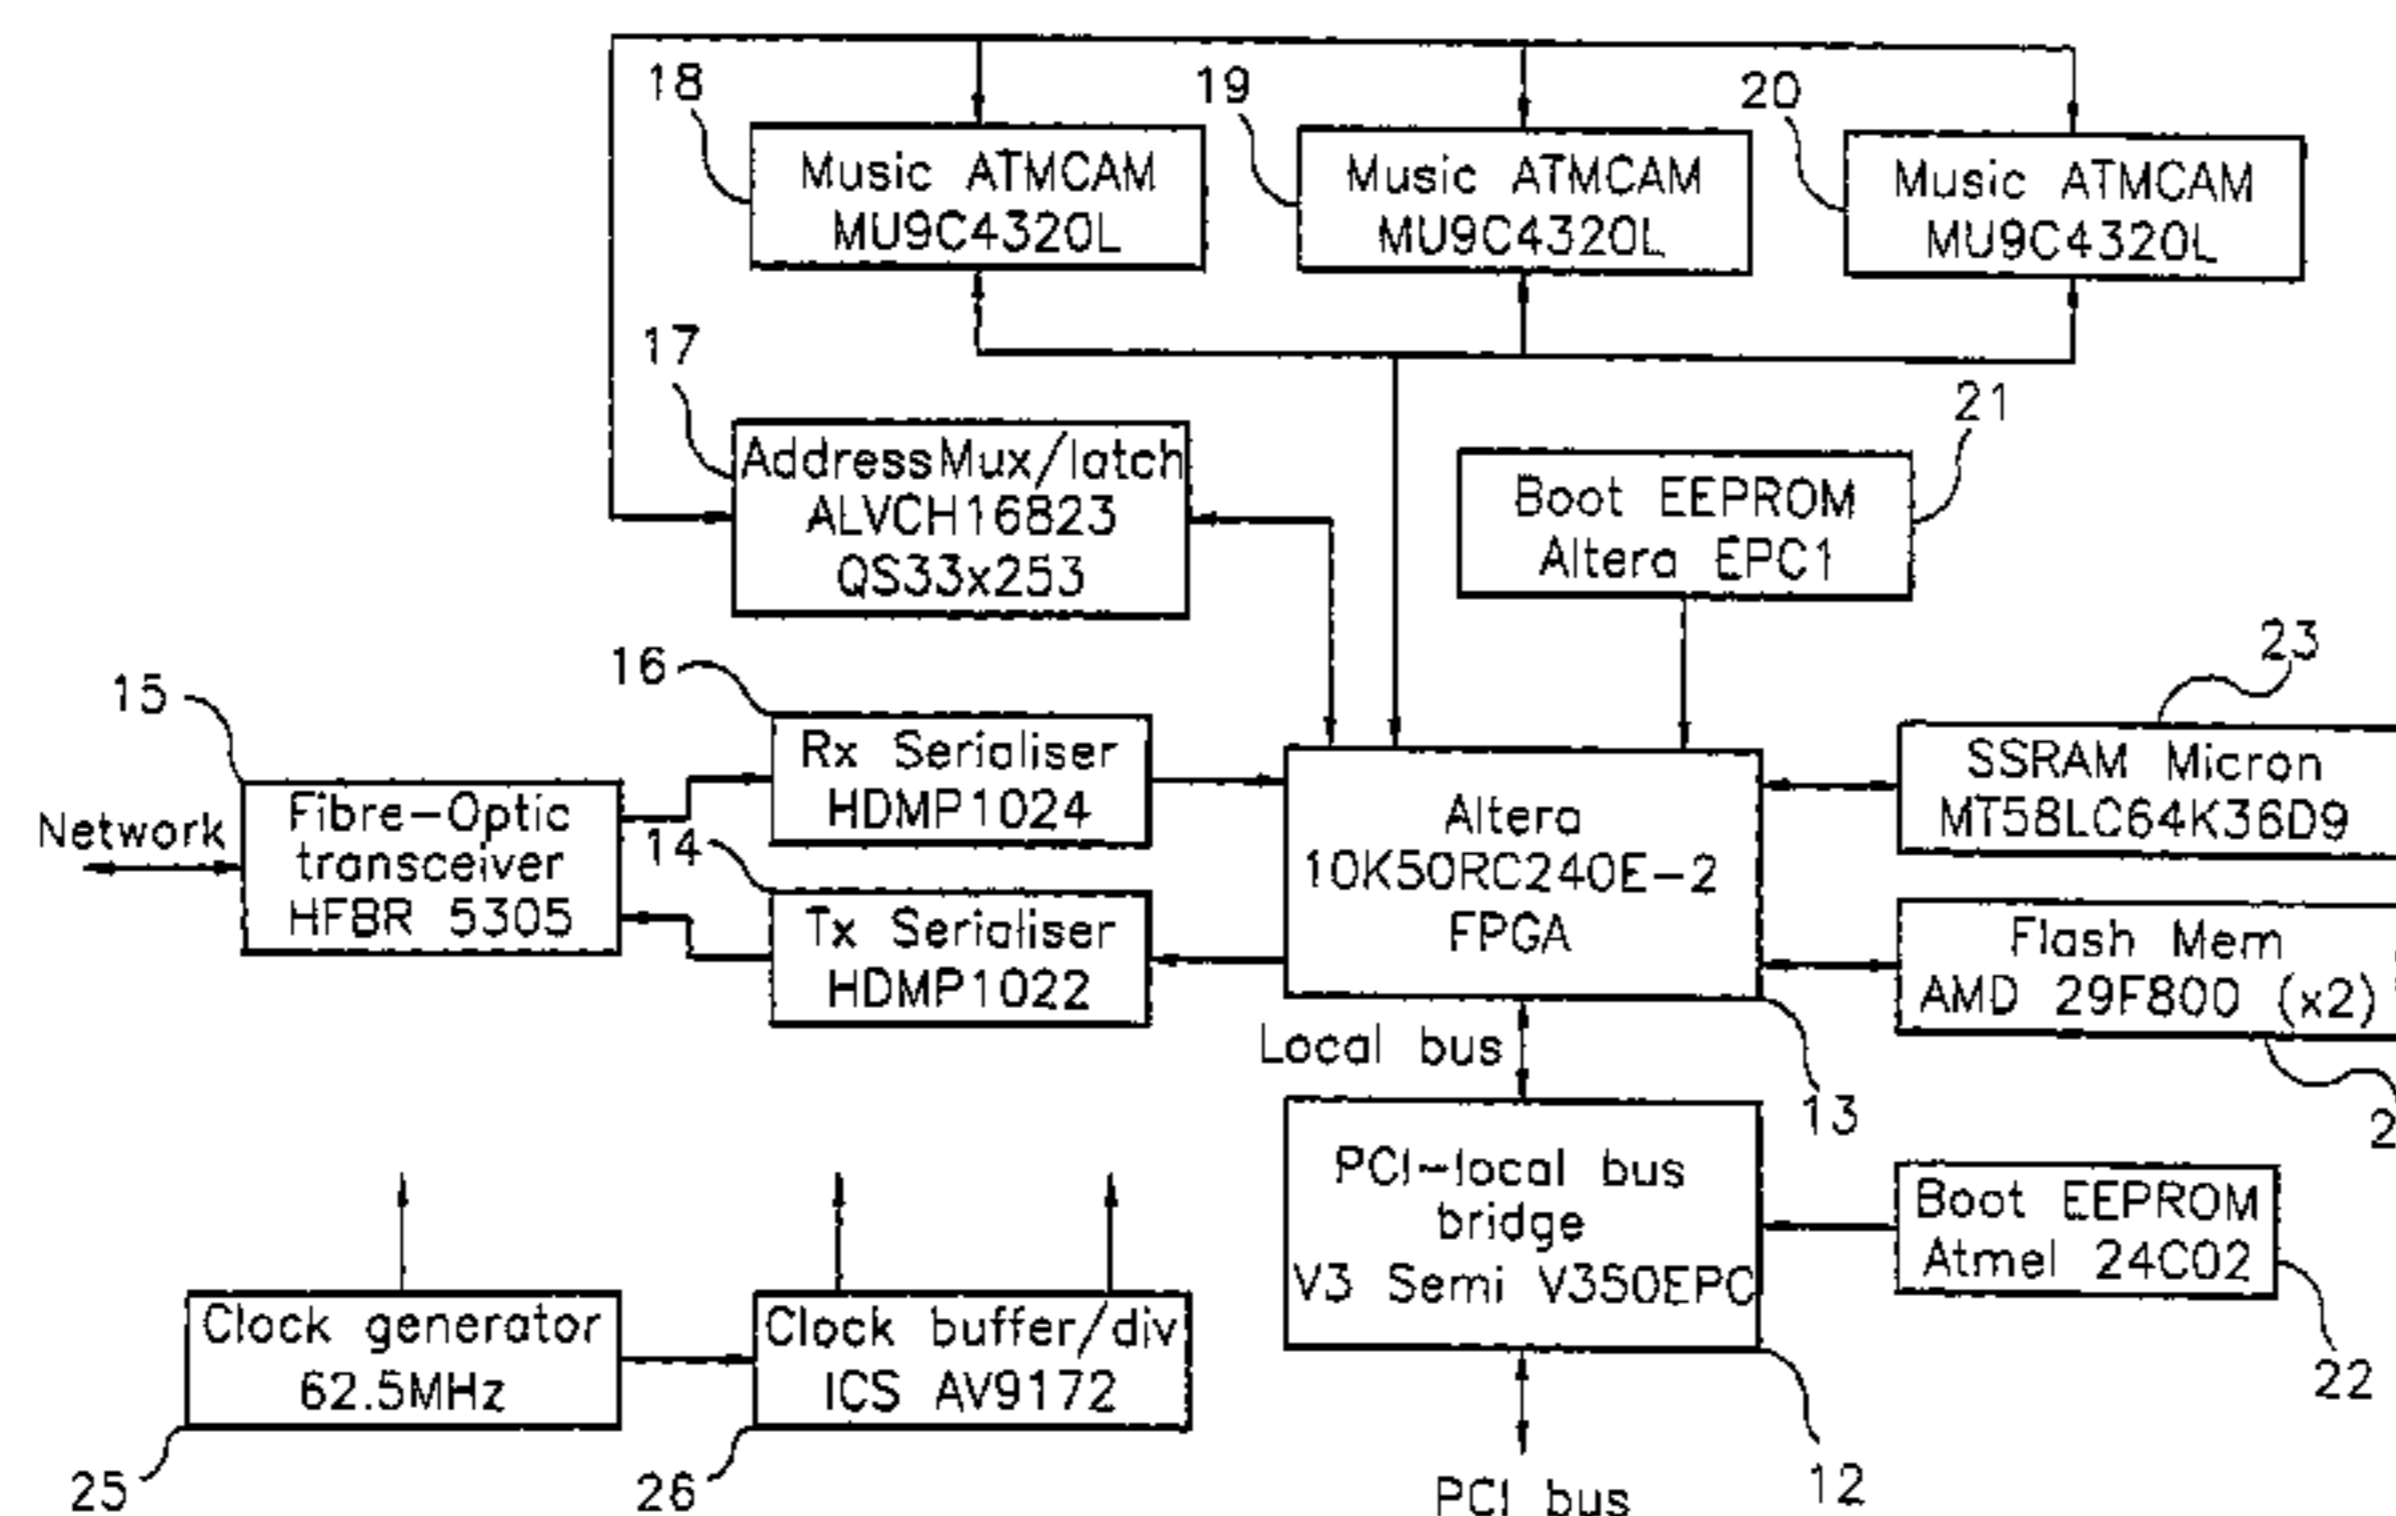 18
19
20
Music ATMCAM
MU9C4320L
Music ATMCAM
MU9C4320L
Music ATMCAM
MU9C4320L
17
21
AddressMux/latch
ALVCH16823
QS33x253
Boot EEPROM
Altera EPC1
23
16
15
Rx Serialiser
HDMP1024
SSRAM Micron
MT58LC64K36D9
Network
Fibre-Optic
transceiver
HFBR 5305
14
Altera
10K50RC240E-2
FPGA
Tx Serialiser
HDMP1022
Flash Mem
AMD 29F800 (x2)
Local bus
13
PCI-local bus
bridge
V3 Semi V350EPC
Boot EEPROM
Atmel 24C02
Clock generator
62.5MHz
Clock buffer/div
ICS AV9172
22
25
26
12
PCI bus